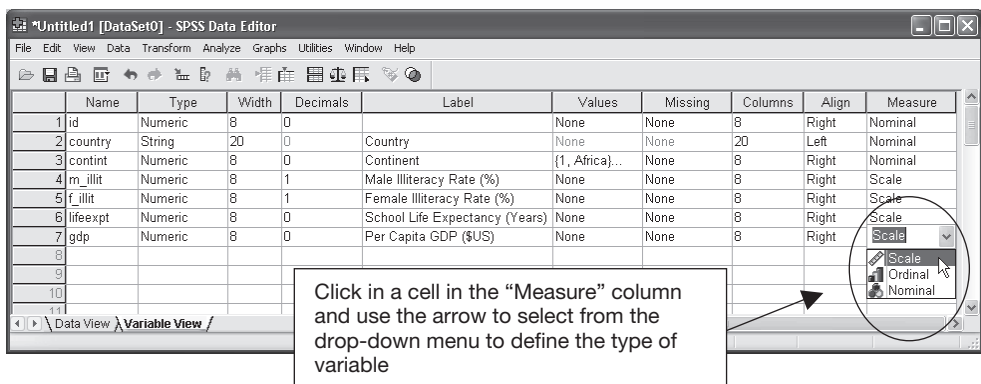 *Untitled1 [DataSet0] - SPSS Data Editor
File Edit View Data Transform Analyze Graphs Utilities Window Help
Name Type Width Decimals Label Values Missing Columns Align Measure
1 id Numeric 8 0 None None 8 Right Nominal
2 country String 20 0 Country None None 20 Left Nominal
3 contint Numeric 8 0 Continent {1, Africa}... None 8 Right Nominal
4 m_illit Numeric 8 1 Male Illiteracy Rate (%) None None 8 Right Scale
5 f_illit Numeric 8 1 Female Illiteracy Rate (%) None None 8 Right Scale
6 lifeexpt Numeric 8 0 School Life Expectancy (Years) None None 8 Right Scale
7 gdp Numeric 8 0 Per Capita GDP ($US) None None 8 Right Scale
8 Scale
9 Ordinal
10 Nominal
11
Data View Variable View
Click in a cell in the “Measure” column
and use the arrow to select from the
drop-down menu to define the type of
variable